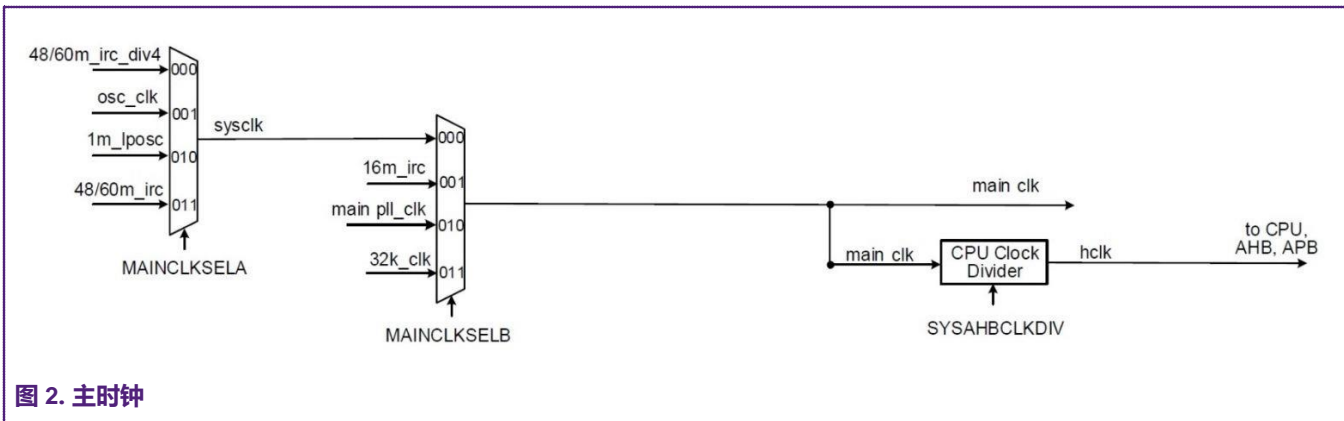 48/60m_irc_div4
000
osc_clk
001
1m_lposc
010
48/60m_irc
011
MAINCLKSELA
sysclk
000
16m_irc
001
main pll_clk
010
32k_clk
011
MAINCLKSELB
main clk
main clk
CPU Clock
Divider
SYSAHBCLKDIV
hclk
to CPU,
AHB, APB
图 2. 主时钟